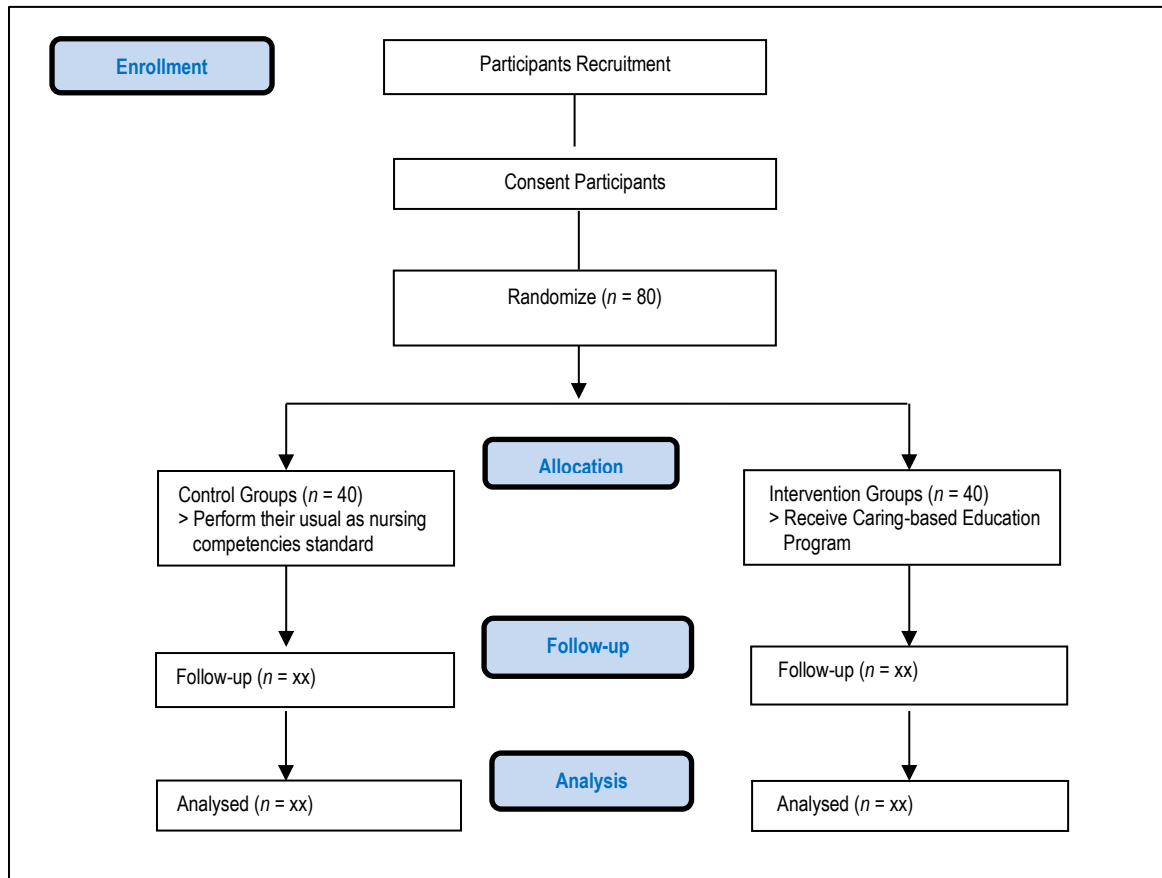 Enrollment
Participants Recruitment
Consent Participants
Randomize (n = 80)
Allocation
Control Groups (n = 40)
> Perform their usual as nursing
competencies standard
Intervention Groups (n = 40)
> Receive Caring-based Education
Program
Follow-up
Follow-up (n = xx)
Follow-up (n = xx)
Analysis
Analysed (n = xx)
Analysed (n = xx)